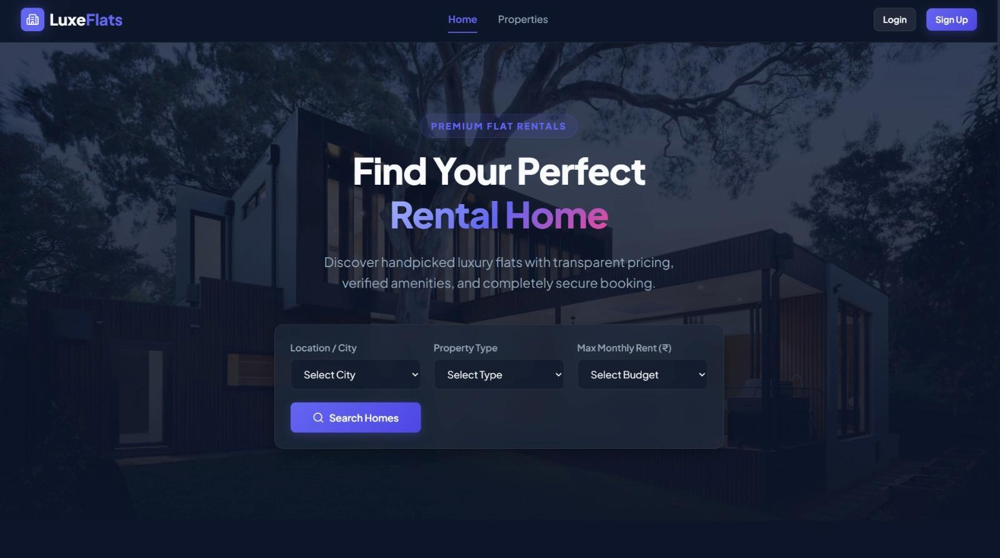 LuxeFlats
Home
Properties
Login
Sign Up
PREMIUM FLAT RENTALS
Find Your Perfect
Rental Home
Discover handpicked luxury flats with transparent pricing,
verified amenities, and completely secure booking.
Location / City
Property Type
Max Monthly Rent (₹)
Select City
Select Type
Select Budget
Search Homes